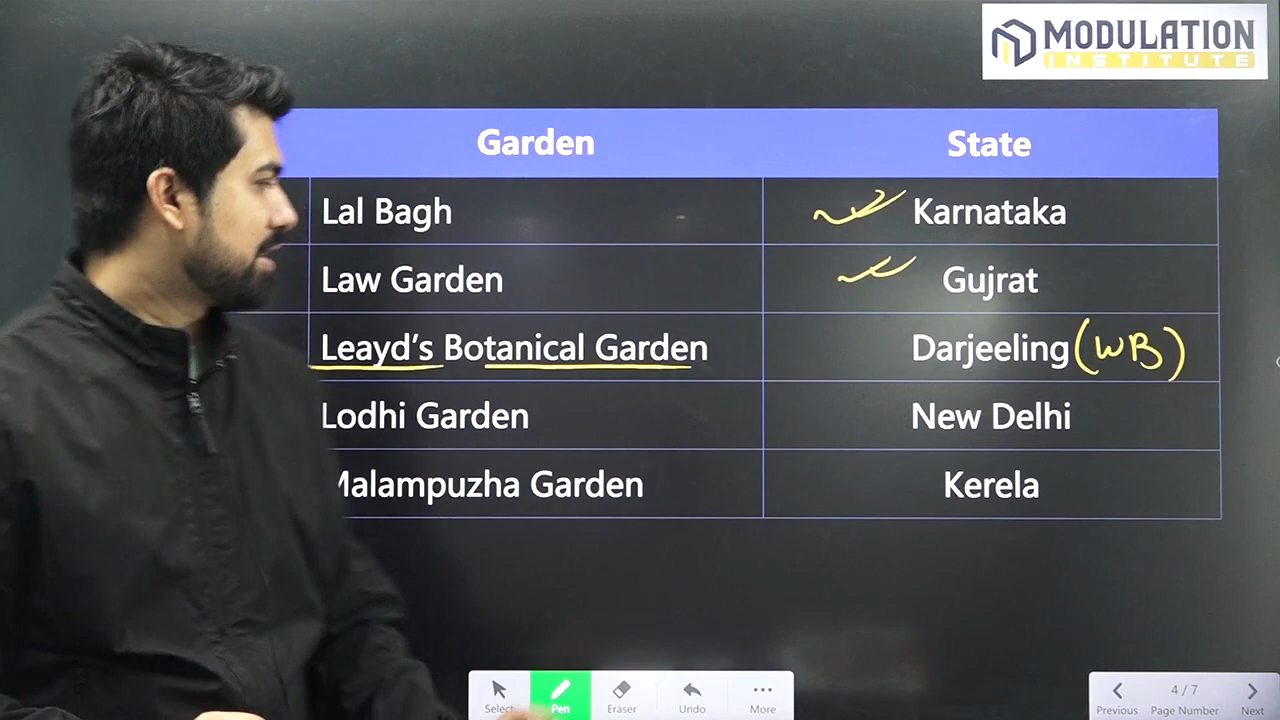 MODULATION
INSTITUTE
Garden State
Lal Bagh Karnataka
Law Garden Gujrat
Leayd's Botanical Garden Darjeeling (WB)
Lodhi Garden New Delhi
Malampuzha Garden Kerela
Select Pen Eraser Undo More
4 / 7
Previous Page Number Next